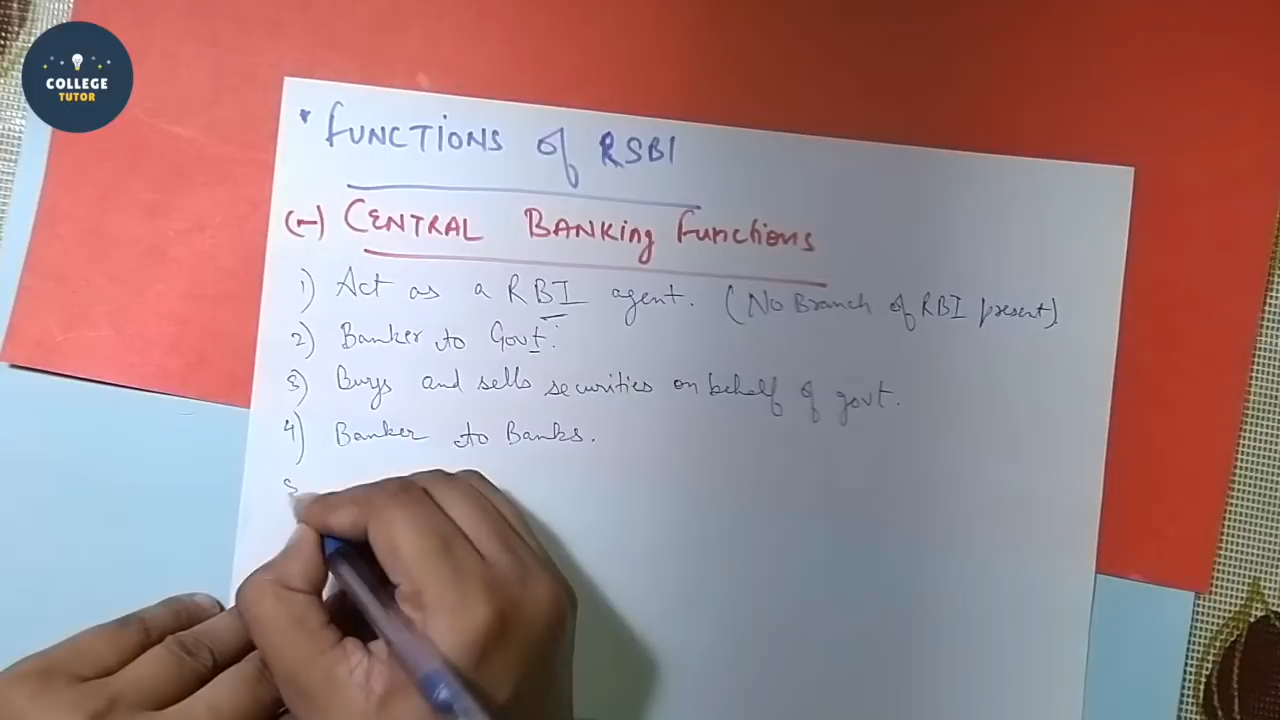 COLLEGE
TUTOR
* FUNCTIONS of RSBI
(-) CENTRAL BANKing Functions
1) Act as a RBI agent. (No Branch of RBI present)
2) Banker to Govt:
3) Buys and sells securities on behalf of govt.
4) Banker to Banks.